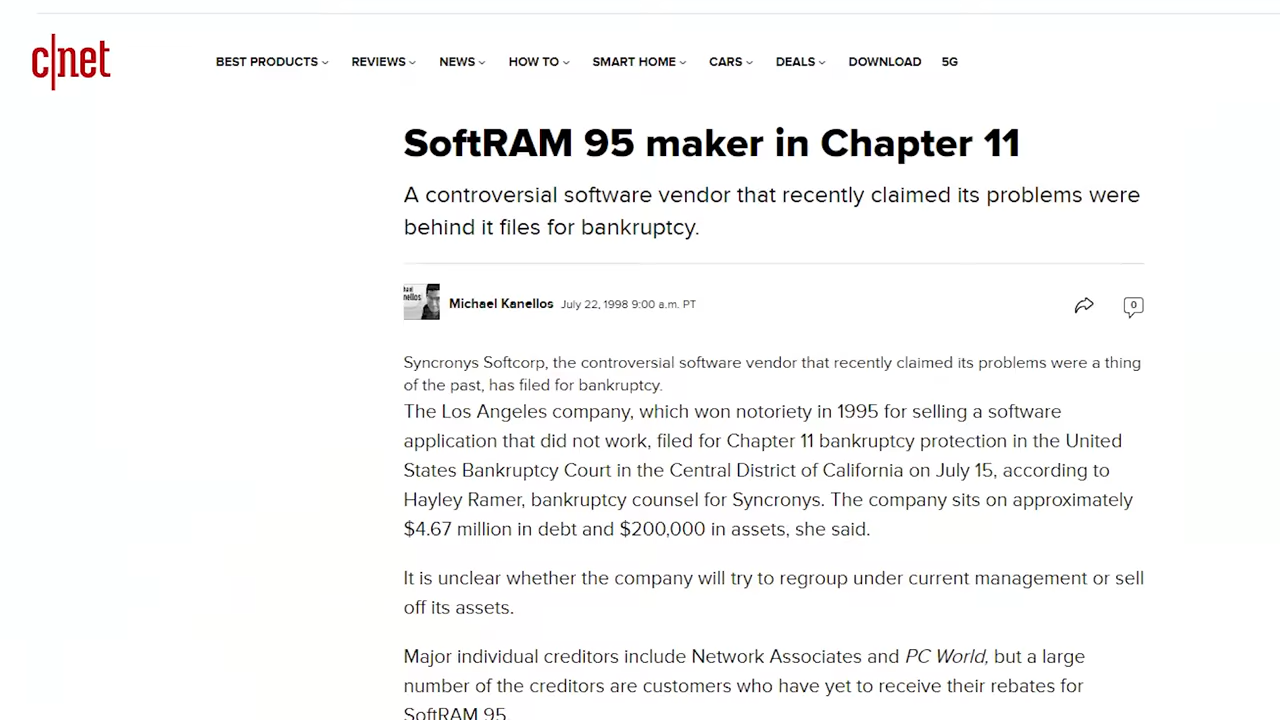 c|net
BEST PRODUCTS REVIEWS NEWS HOW TO SMART HOME CARS DEALS DOWNLOAD 5G
SoftRAM 95 maker in Chapter 11
A controversial software vendor that recently claimed its problems were
behind it files for bankruptcy.
Michael Kanellos July 22, 1998 9:00 a.m. PT
0
Syncronys Softcorp, the controversial software vendor that recently claimed its problems were a thing
of the past, has filed for bankruptcy.
The Los Angeles company, which won notoriety in 1995 for selling a software
application that did not work, filed for Chapter 11 bankruptcy protection in the United
States Bankruptcy Court in the Central District of California on July 15, according to
Hayley Ramer, bankruptcy counsel for Syncronys. The company sits on approximately
$4.67 million in debt and $200,000 in assets, she said.
It is unclear whether the company will try to regroup under current management or sell
off its assets.
Major individual creditors include Network Associates and PC World, but a large
number of the creditors are customers who have yet to receive their rebates for
SoftRAM 95.